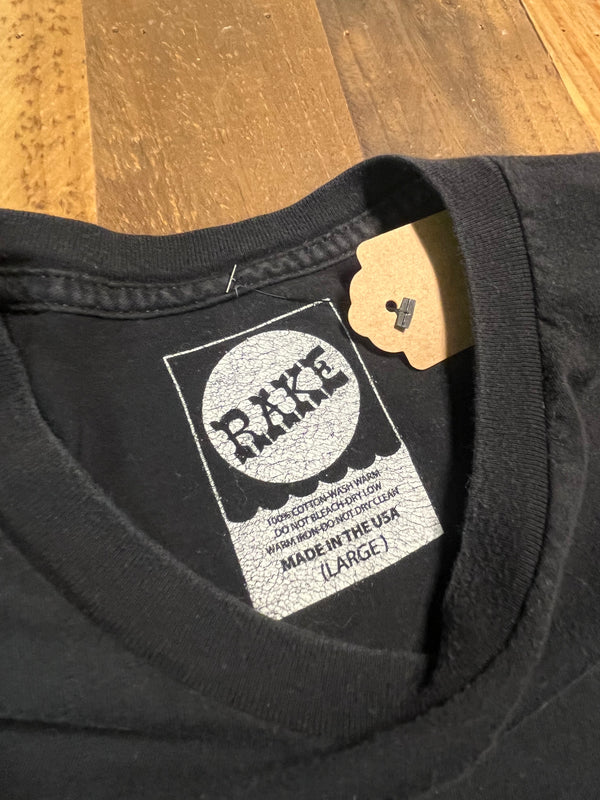 RAKE
100% COTTON-WASH WARM
DO NOT BLEACH-DRY LOW
WARM IRON-DO NOT DRY CLEAN
MADE IN THE USA
(LARGE)